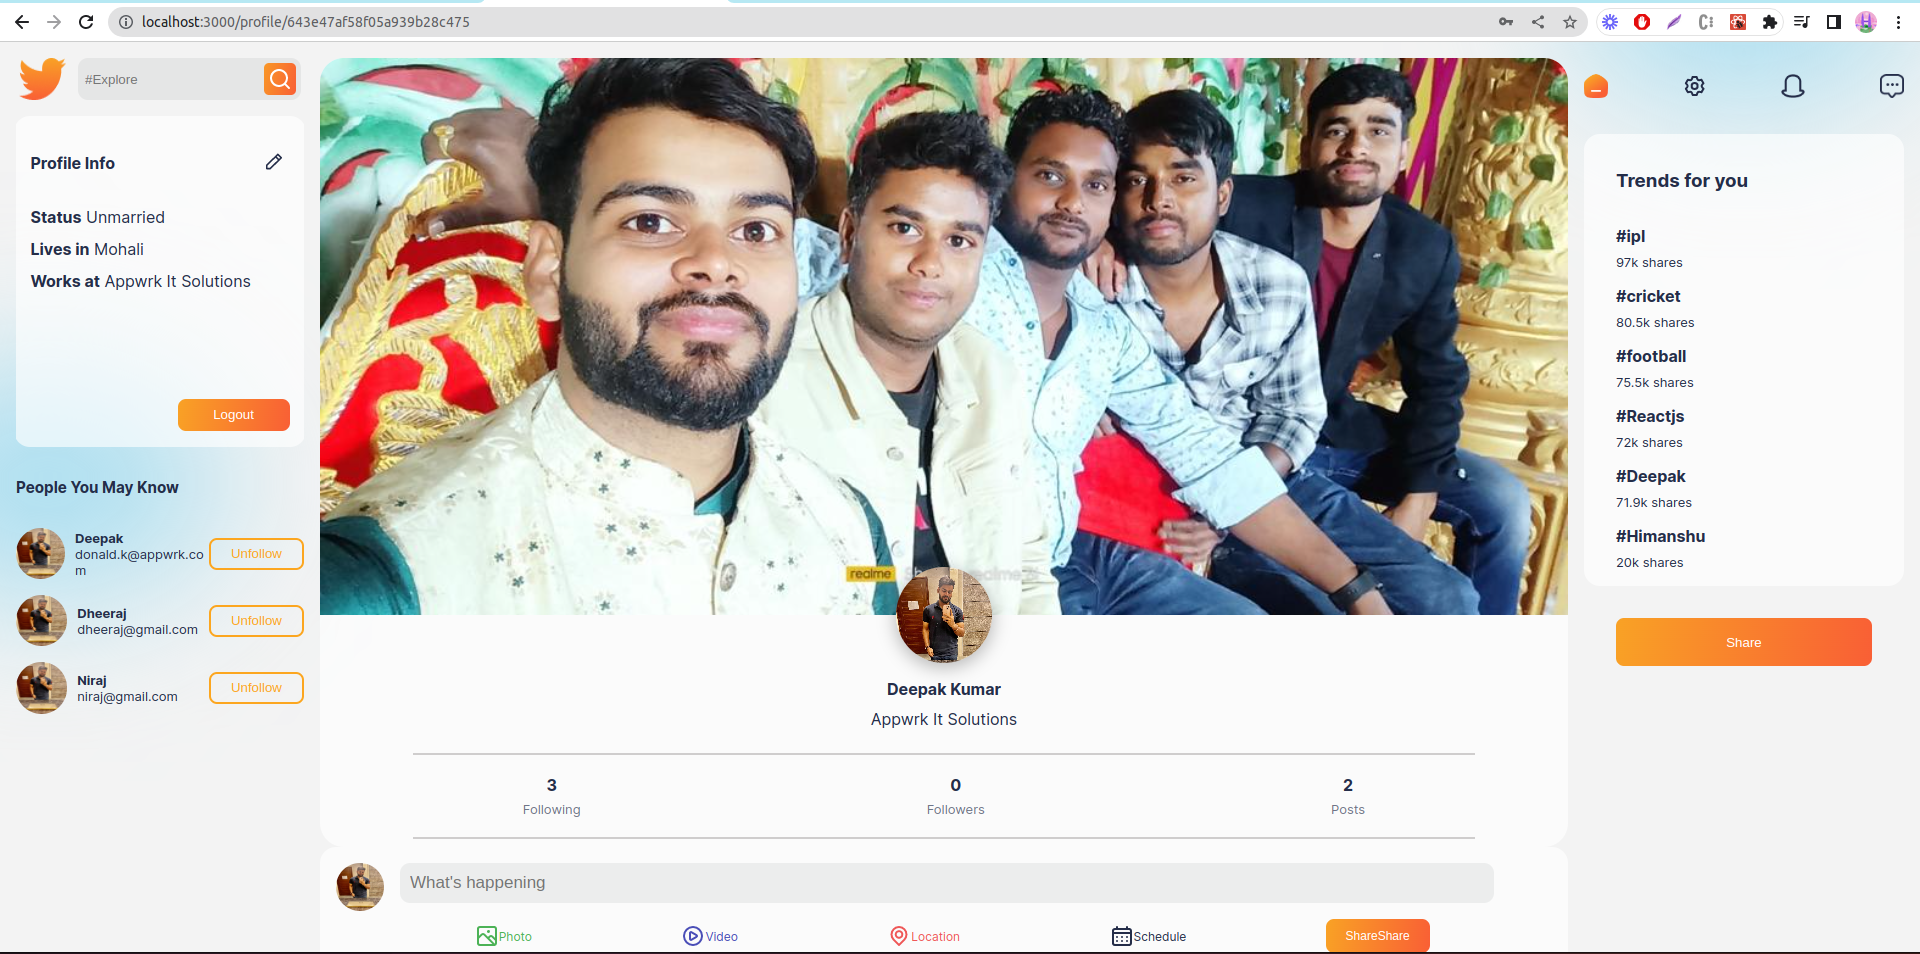 localhost:3000/profile/643e47af58f05a939b28c475
#Explore
Profile Info
Status Unmarried
Lives in Mohali
Works at Appwrk It Solutions
Logout
People You May Know
Deepak
donald.k@appwrk.co
m
Unfollow
Dheeraj
dheeraj@gmail.com
Unfollow
Niraj
niraj@gmail.com
Unfollow
realme
Deepak Kumar
Appwrk It Solutions
3
Following
0
Followers
2
Posts
What's happening
Photo
Video
Location
Schedule
ShareShare
Trends for you
#ipl
97k shares
#cricket
80.5k shares
#football
75.5k shares
#Reactjs
72k shares
#Deepak
71.9k shares
#Himanshu
20k shares
Share